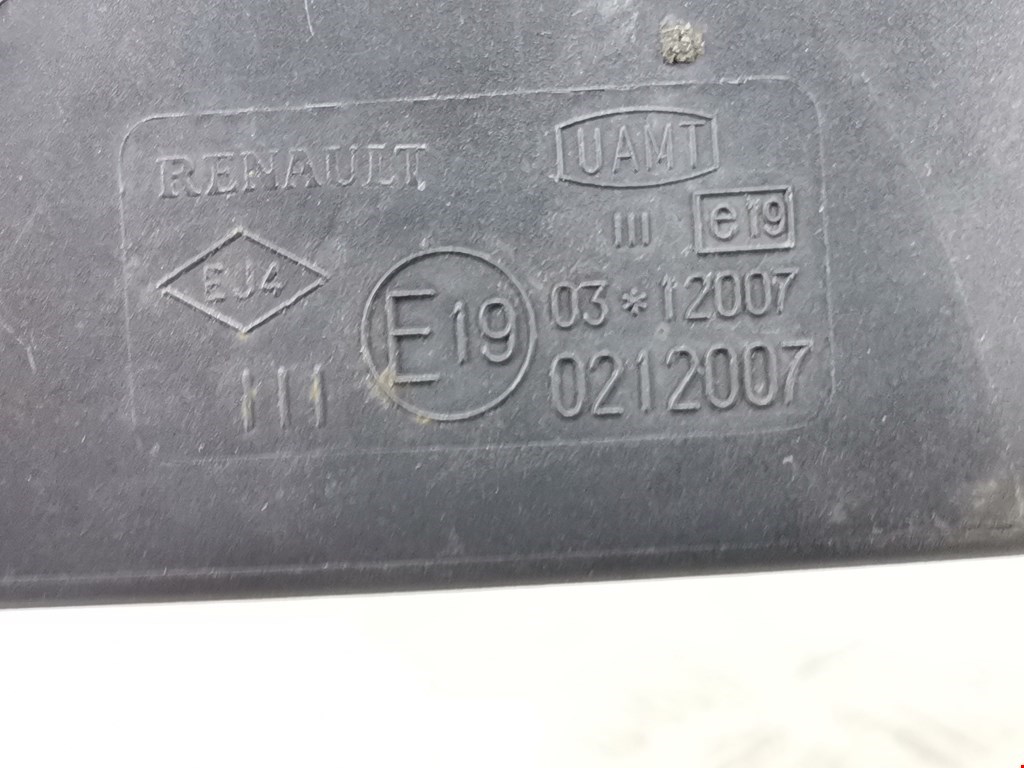 RENAULT
UAMT
III e19
EJ4
E19 03*12007
III 0212007